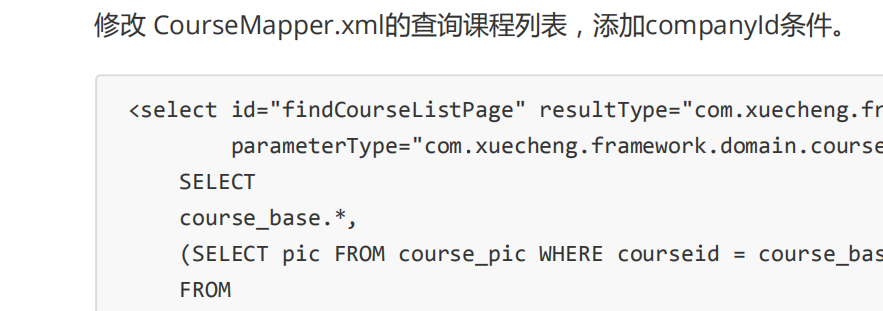 修改 CourseMapper.xml的查询课程列表，添加companyId条件。
<select id="findCourseListPage" resultType="com.xuecheng.fr
parameterType="com.xuecheng.framework.domain.course
SELECT
course_base.*,
(SELECT pic FROM course_pic WHERE courseid = course_bas
FROM